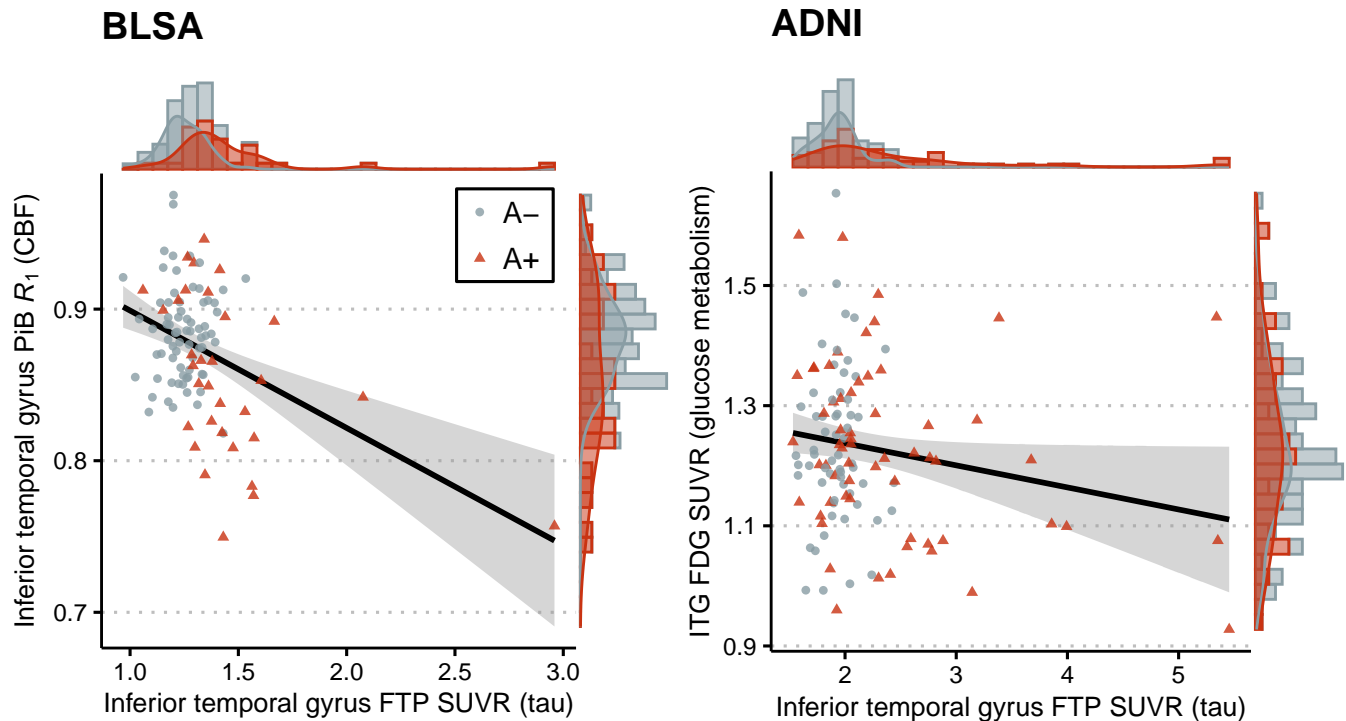 BLSA
ADNI
Inferior temporal gyrus PiB R1 (CBF)
0.9
0.8
0.7
A−
A+
1.0 1.5 2.0 2.5 3.0
Inferior temporal gyrus FTP SUVR (tau)
ITG FDG SUVR (glucose metabolism)
1.5
1.3
1.1
0.9
2 3 4 5
Inferior temporal gyrus FTP SUVR (tau)